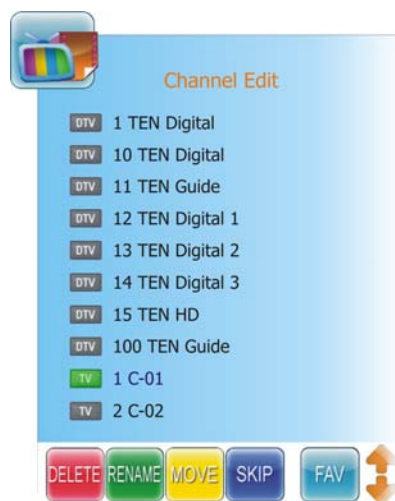 Channel Edit
DTV 1 TEN Digital
DTV 10 TEN Digital
DTV 11 TEN Guide
DTV 12 TEN Digital 1
DTV 13 TEN Digital 2
DTV 14 TEN Digital 3
DTV 15 TEN HD
DTV 100 TEN Guide
TV 1 C-01
TV 2 C-02
DELETE RENAME MOVE SKIP FAV